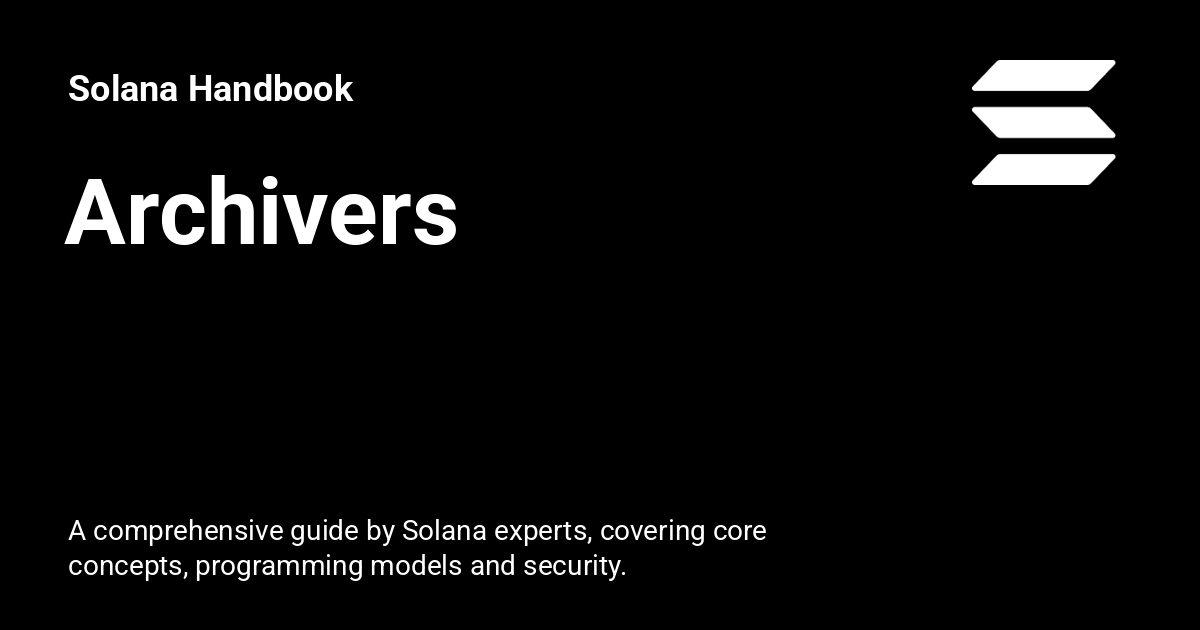 Solana Handbook
Archivers
A comprehensive guide by Solana experts, covering core
concepts, programming models and security.